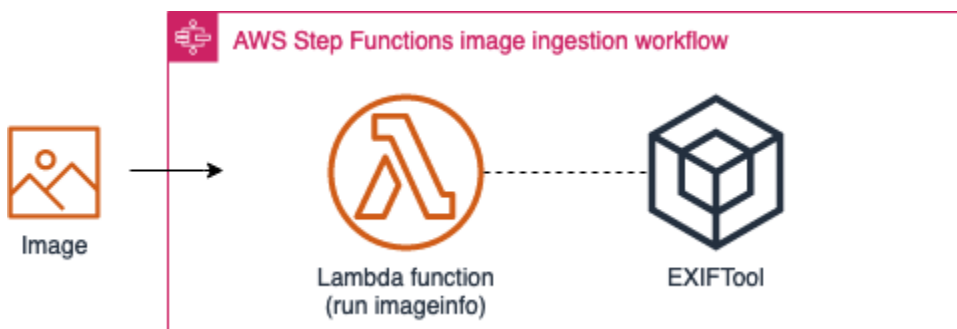 AWS Step Functions image ingestion workflow
Image
Lambda function
(run imageinfo)
EXIFTool